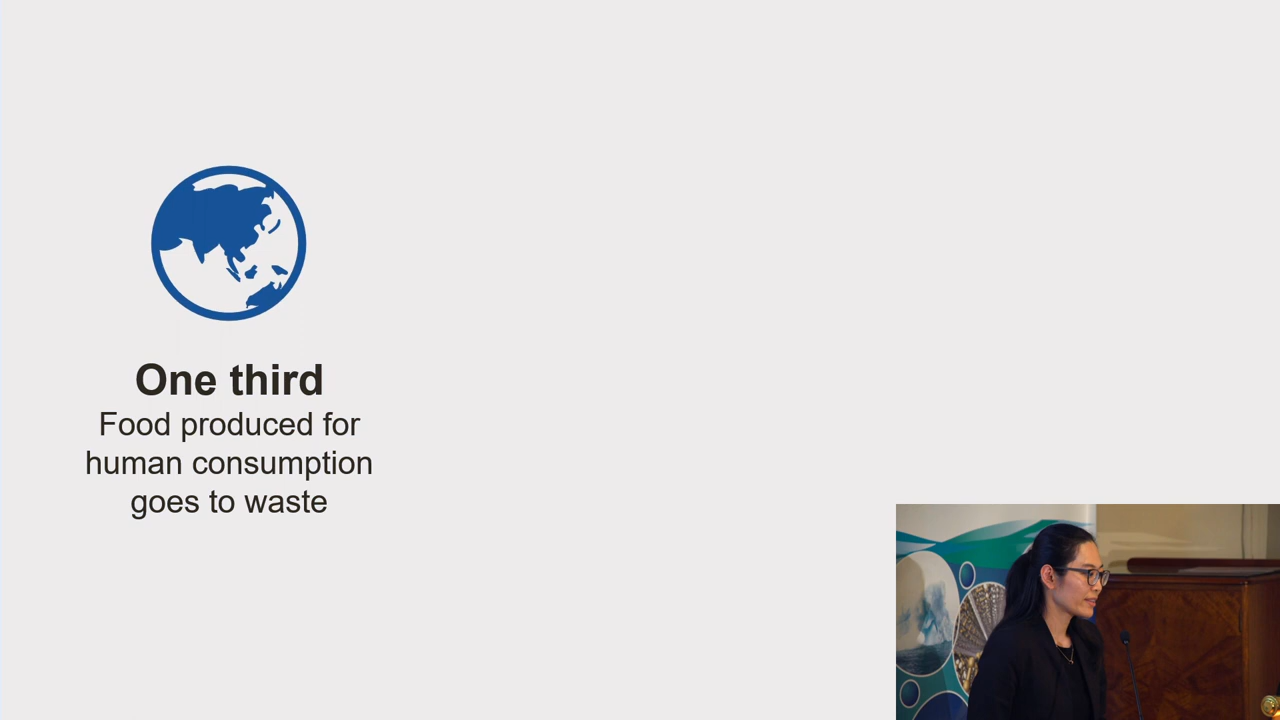 One third
Food produced for
human consumption
goes to waste